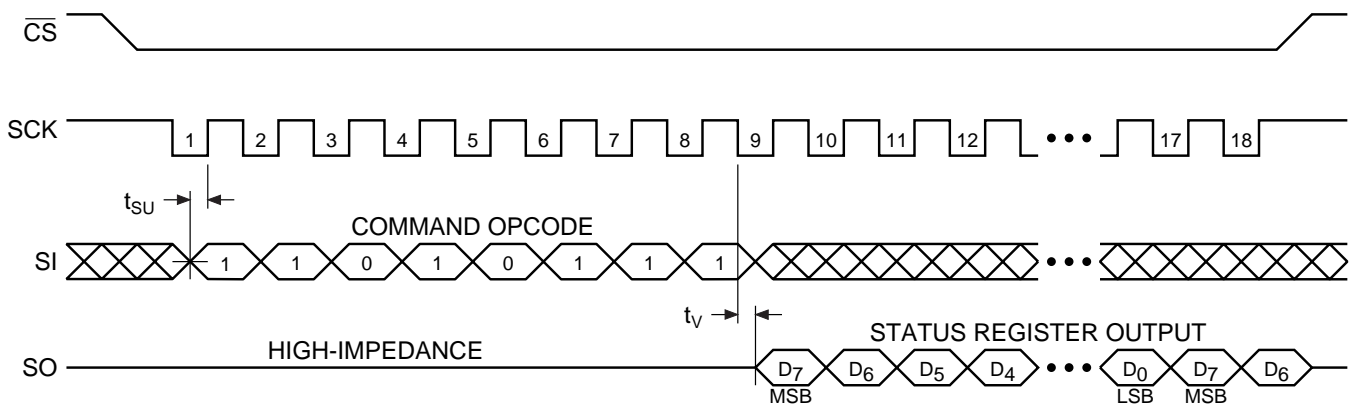 CS
SCK 1 2 3 4 5 6 7 8 9 10 11 12 17 18
tSU
COMMAND OPCODE
SI 1 1 0 1 0 1 1 1
tV
STATUS REGISTER OUTPUT
HIGH-IMPEDANCE
SO D7 D6 D5 D4 D0 D7 D6
MSB LSB MSB